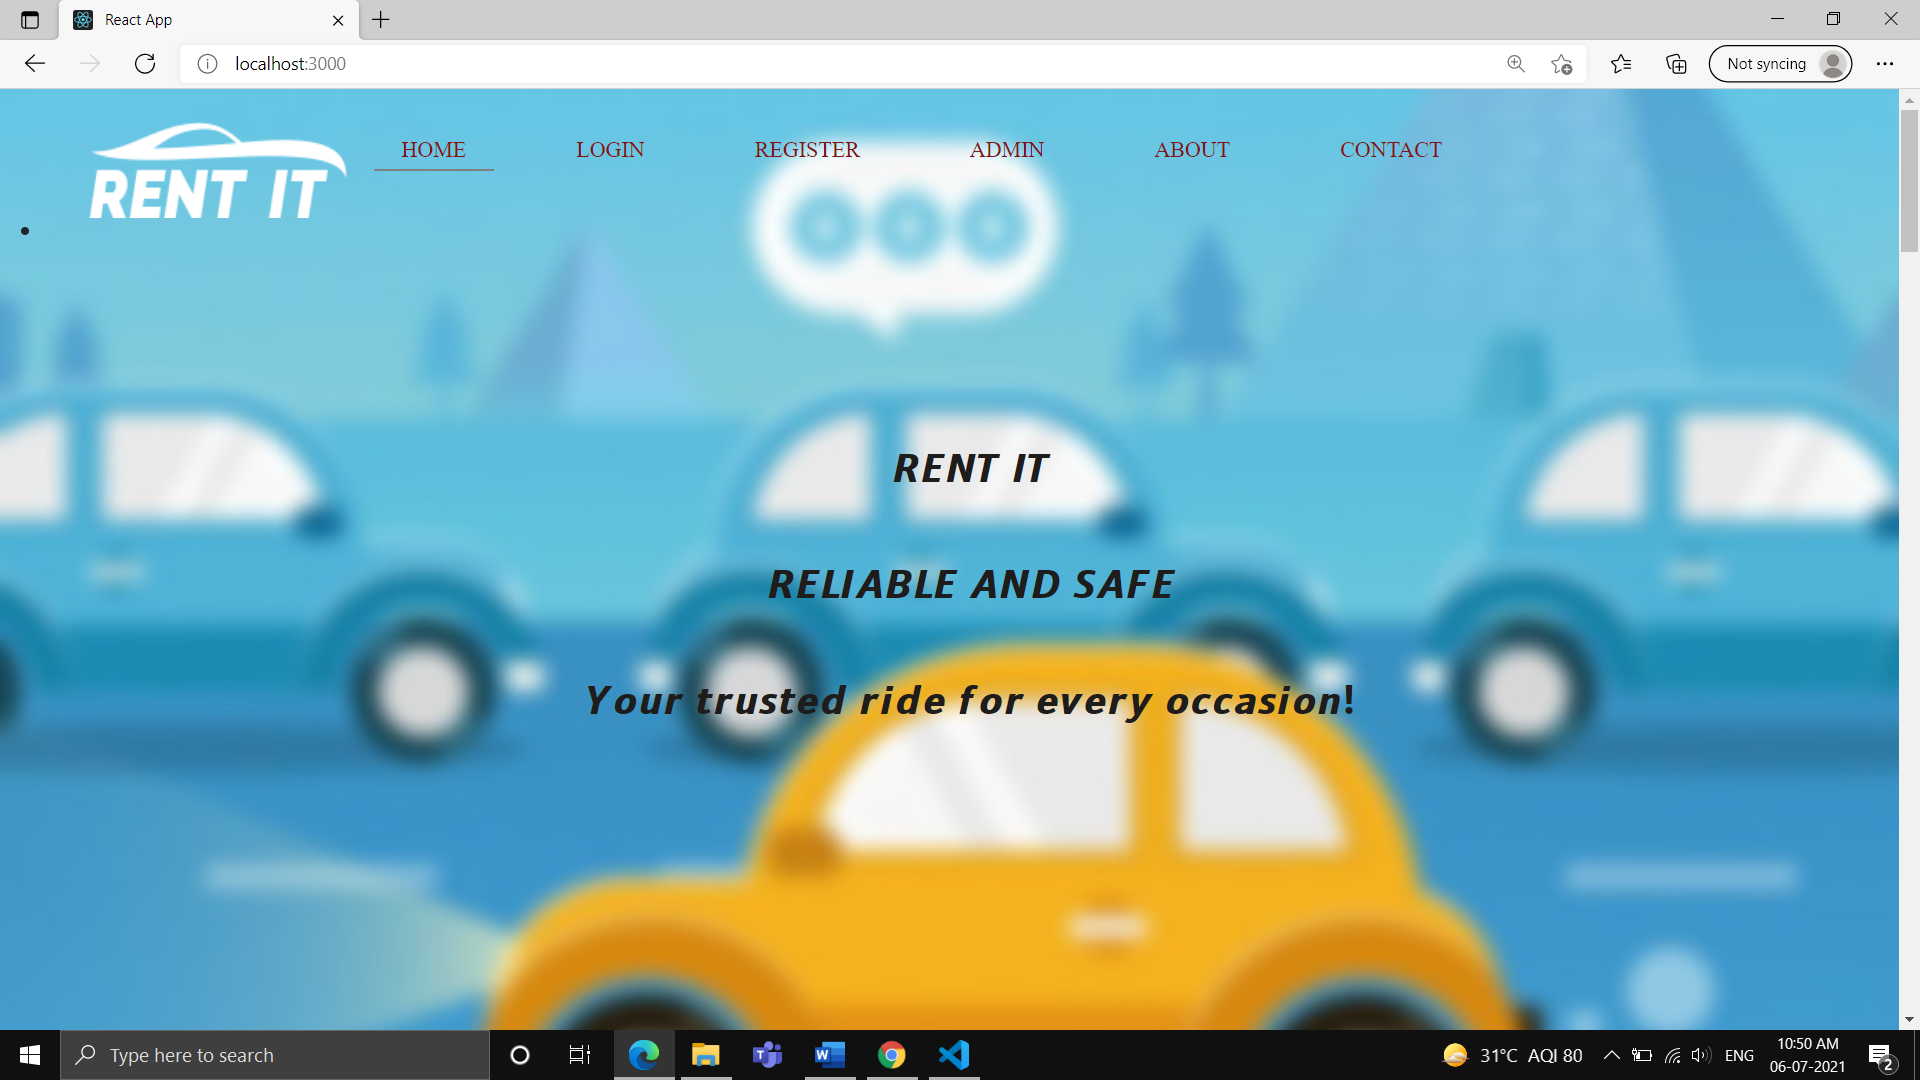 React App
localhost:3000
Not syncing
RENT IT
HOME LOGIN REGISTER ADMIN ABOUT CONTACT
RENT IT
RELIABLE AND SAFE
Your trusted ride for every occasion!
Type here to search
31°C AQI 80
ENG
10:50 AM
06-07-2021
2